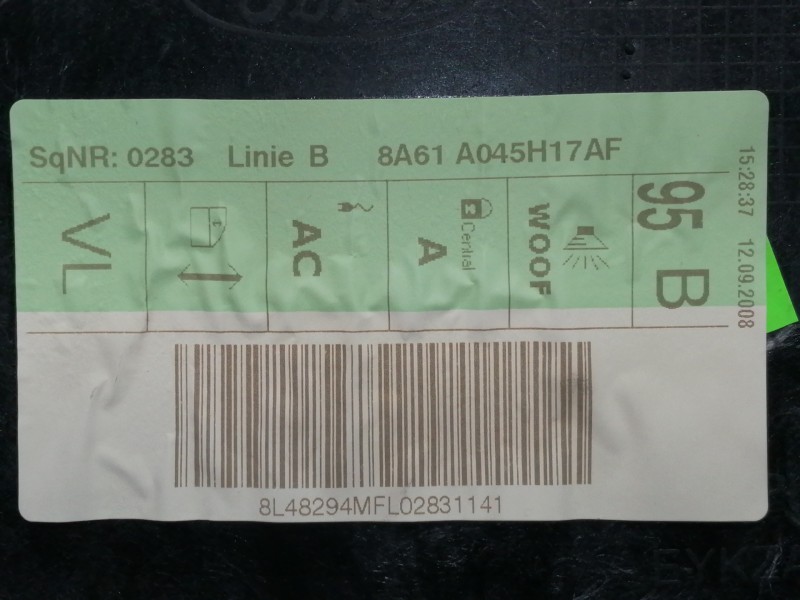 SqNR: 0283 Linie B 8A61 A045H17AF
VL
AC
Central
A
WOOF
95
B
15:28:37 12.09.2008
8L48294MFL02831141